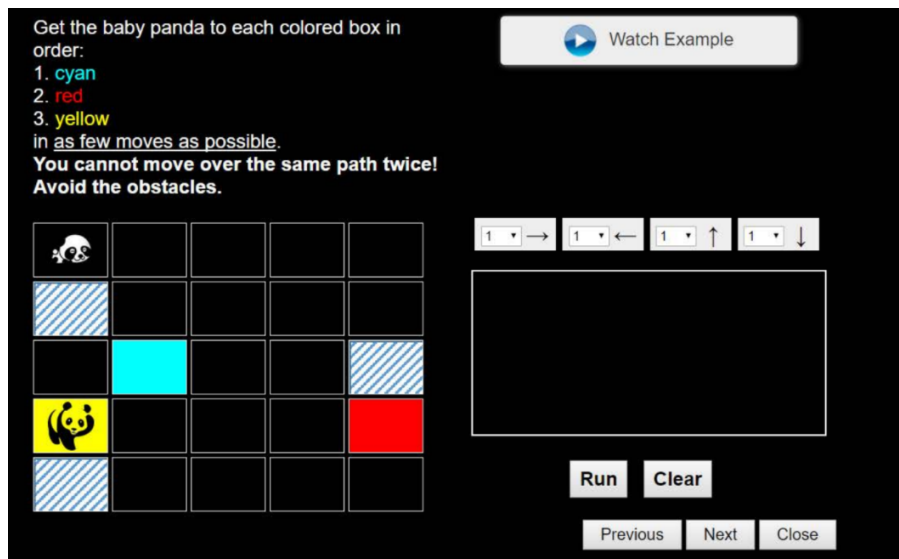 Get the baby panda to each colored box in
order:
1. cyan
2. red
3. yellow
in as few moves as possible.
You cannot move over the same path twice!
Avoid the obstacles.
Watch Example
1 → 1 ← 1 ↑ 1 ↓
Run Clear
Previous Next Close